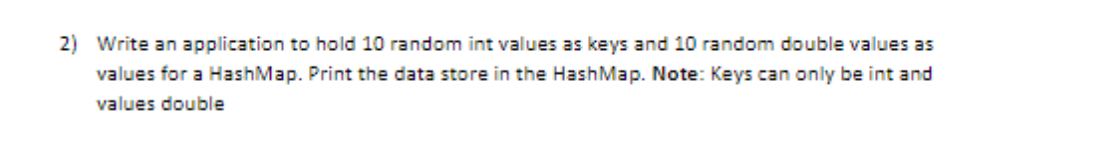 2) Write an application to hold 10 random int values as keys and 10 random double values as
values for a HashMap. Print the data store in the HashMap. Note: Keys can only be int and
values double